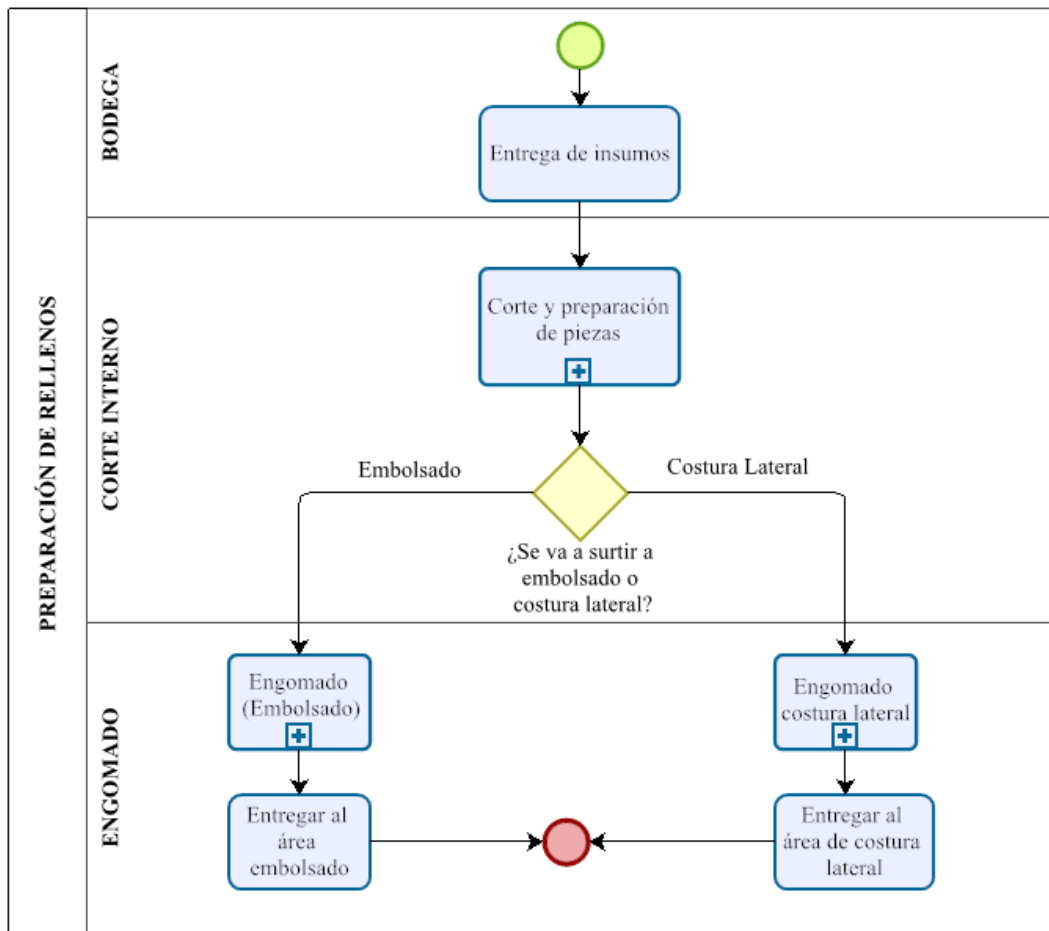 PREPARACIÓN DE RELLENOS
BODEGA
Entrega de insumos
CORTE INTERNO
Corte y preparación
de piezas
Embolsado
Costura Lateral
¿Se va a surtir a
embolsado o
costura lateral?
ENGOMADO
Engomado
(Embolsado)
Engomado
costura lateral
Entregar al
área
embolsado
Entregar al
área de costura
lateral